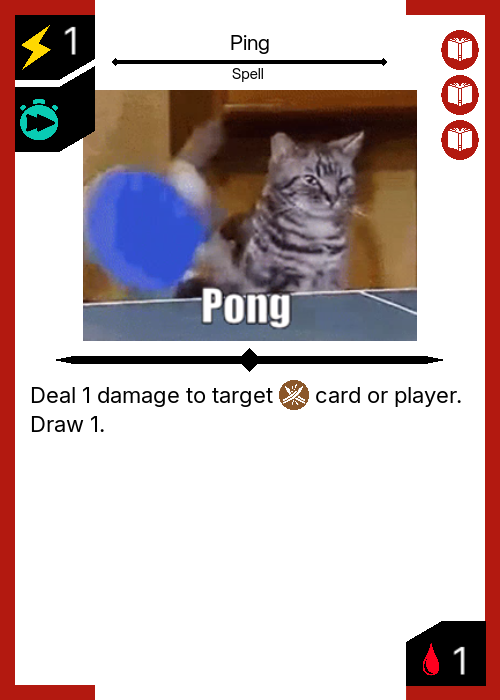 1
Ping
Spell
Pong
Deal 1 damage to target card or player.
Draw 1.
1